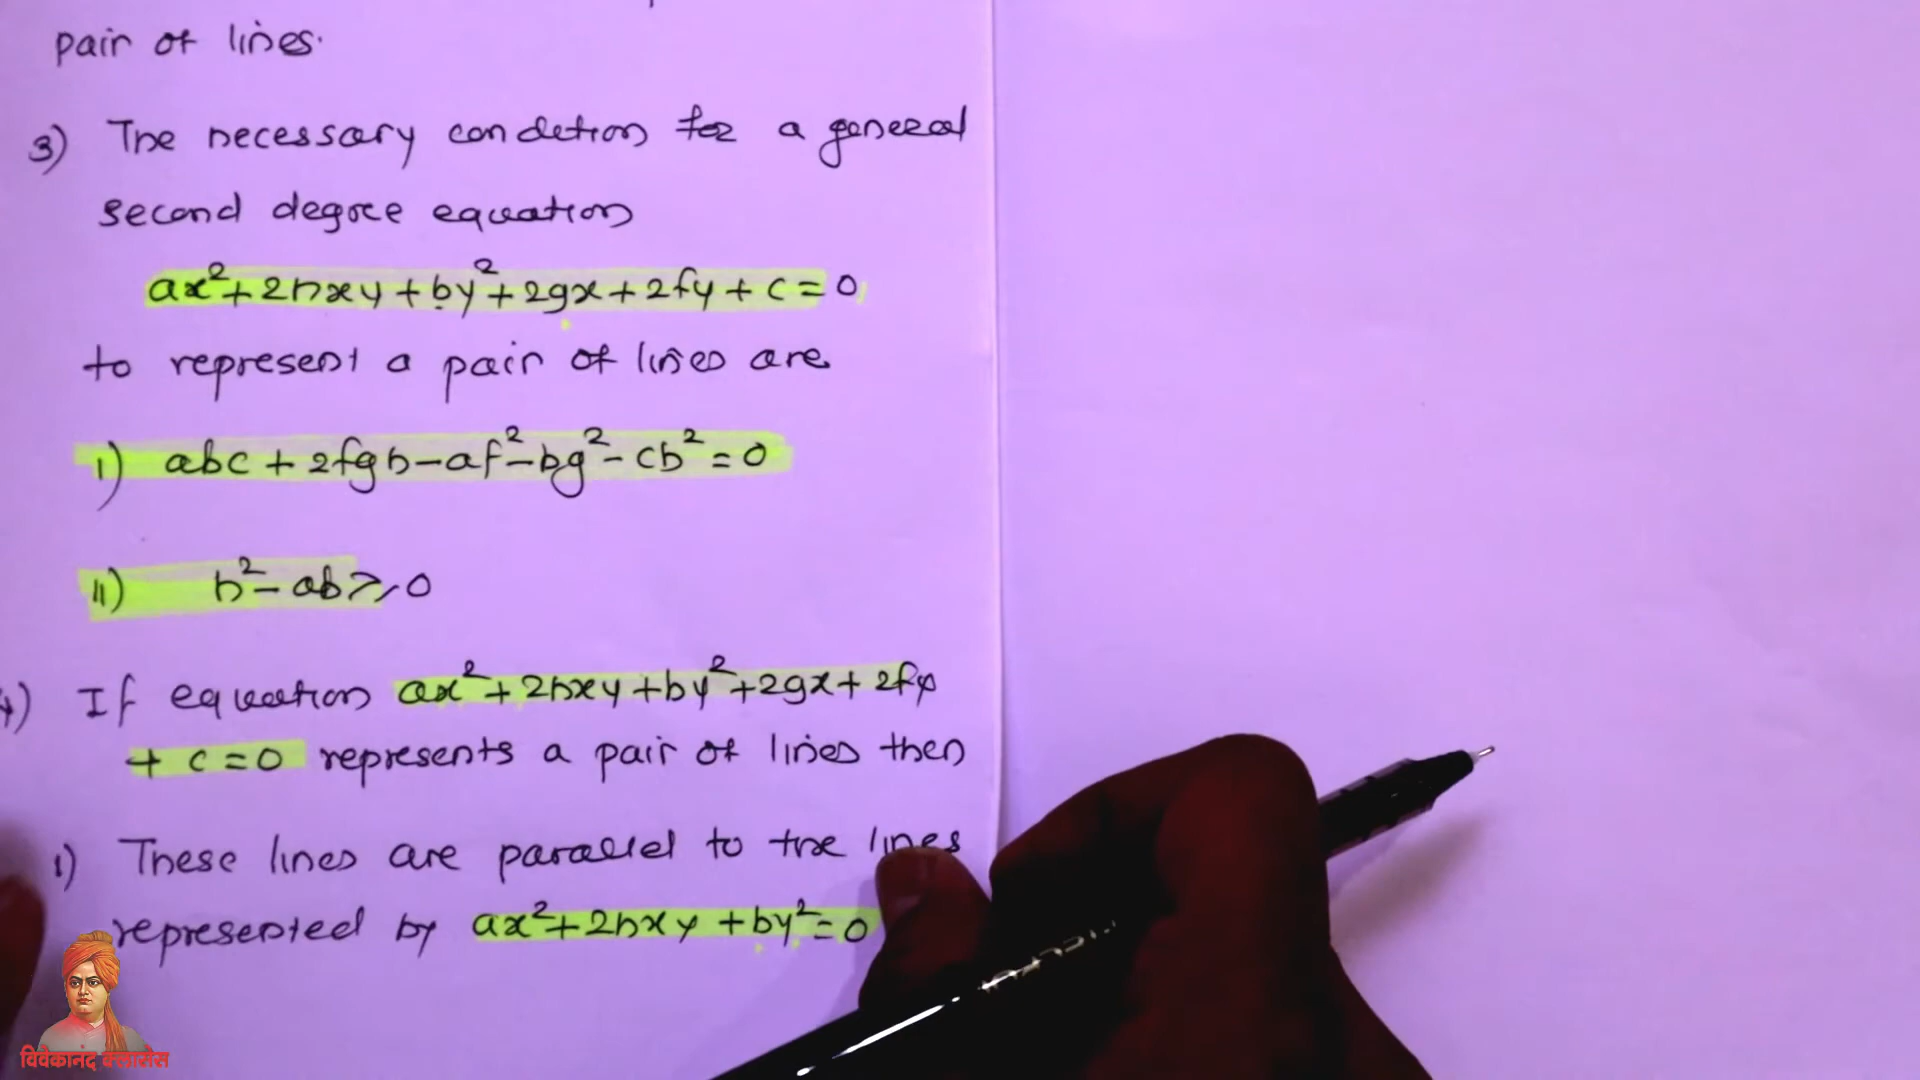 pair of lines.
3) The necessary condetion for a general
second degree equation
ax²+2hxy+by²+2gx+2fy+c=0
to represent a pair of lines are
i) abc+2fgh-af²-bg²-ch²=0
ii) h²-ab⩾0
4) If equation ax²+2hxy+by²+2gx+2fy
+c=0 represents a pair of lines then
i) These lines are parallel to the lines
represented by ax²+2hxy+by²=0
विवेकानंद क्लासेस